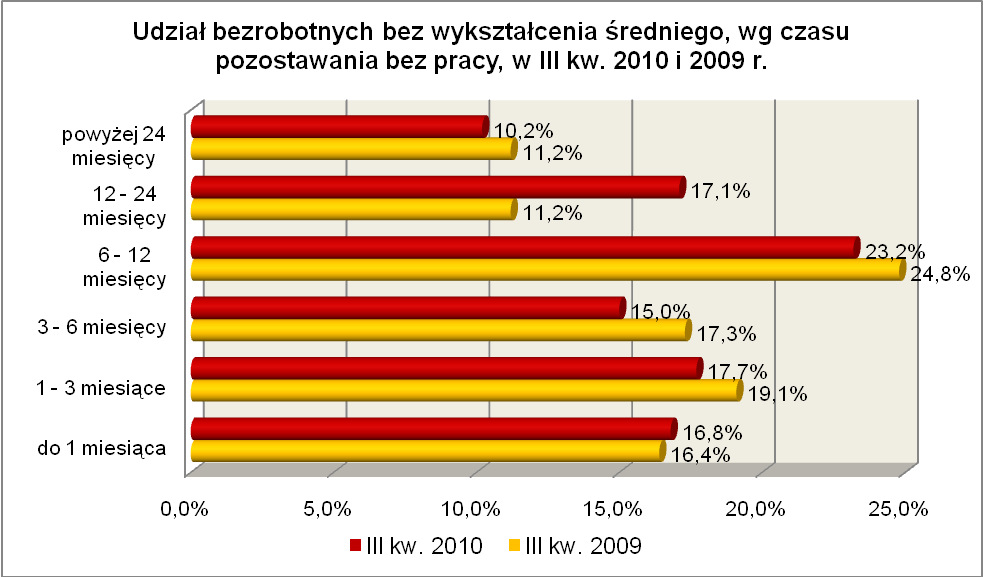 Udział bezrobotnych bez wykształcenia średniego, wg czasu
pozostawania bez pracy, w III kw. 2010 i 2009 r.
powyżej 24
miesięcy
10,2%
11,2%
12 - 24
miesięcy
17,1%
11,2%
6 - 12
miesięcy
23,2%
24,8%
3 - 6 miesięcy
15,0%
17,3%
1 - 3 miesiące
17,7%
19,1%
do 1 miesiąca
16,8%
16,4%
0,0% 5,0% 10,0% 15,0% 20,0% 25,0%
III kw. 2010 III kw. 2009